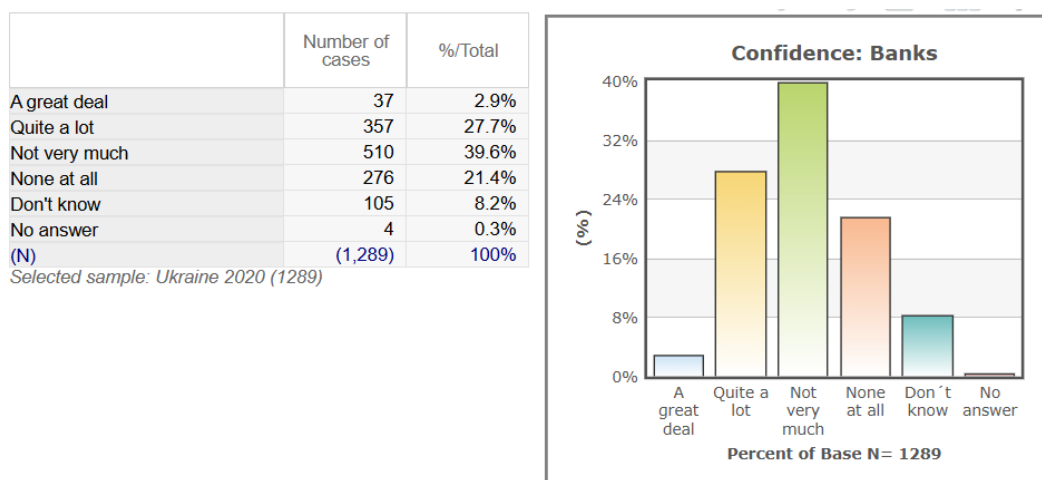 Number of cases %/Total
A great deal 37 2.9%
Quite a lot 357 27.7%
Not very much 510 39.6%
None at all 276 21.4%
Don't know 105 8.2%
No answer 4 0.3%
(N) (1,289) 100%
Selected sample: Ukraine 2020 (1289)
Confidence: Banks
40%
32%
24%
16%
8%
0%
(%)
A great deal Quite a lot Not very much None at all Don´t know No answer
Percent of Base N= 1289